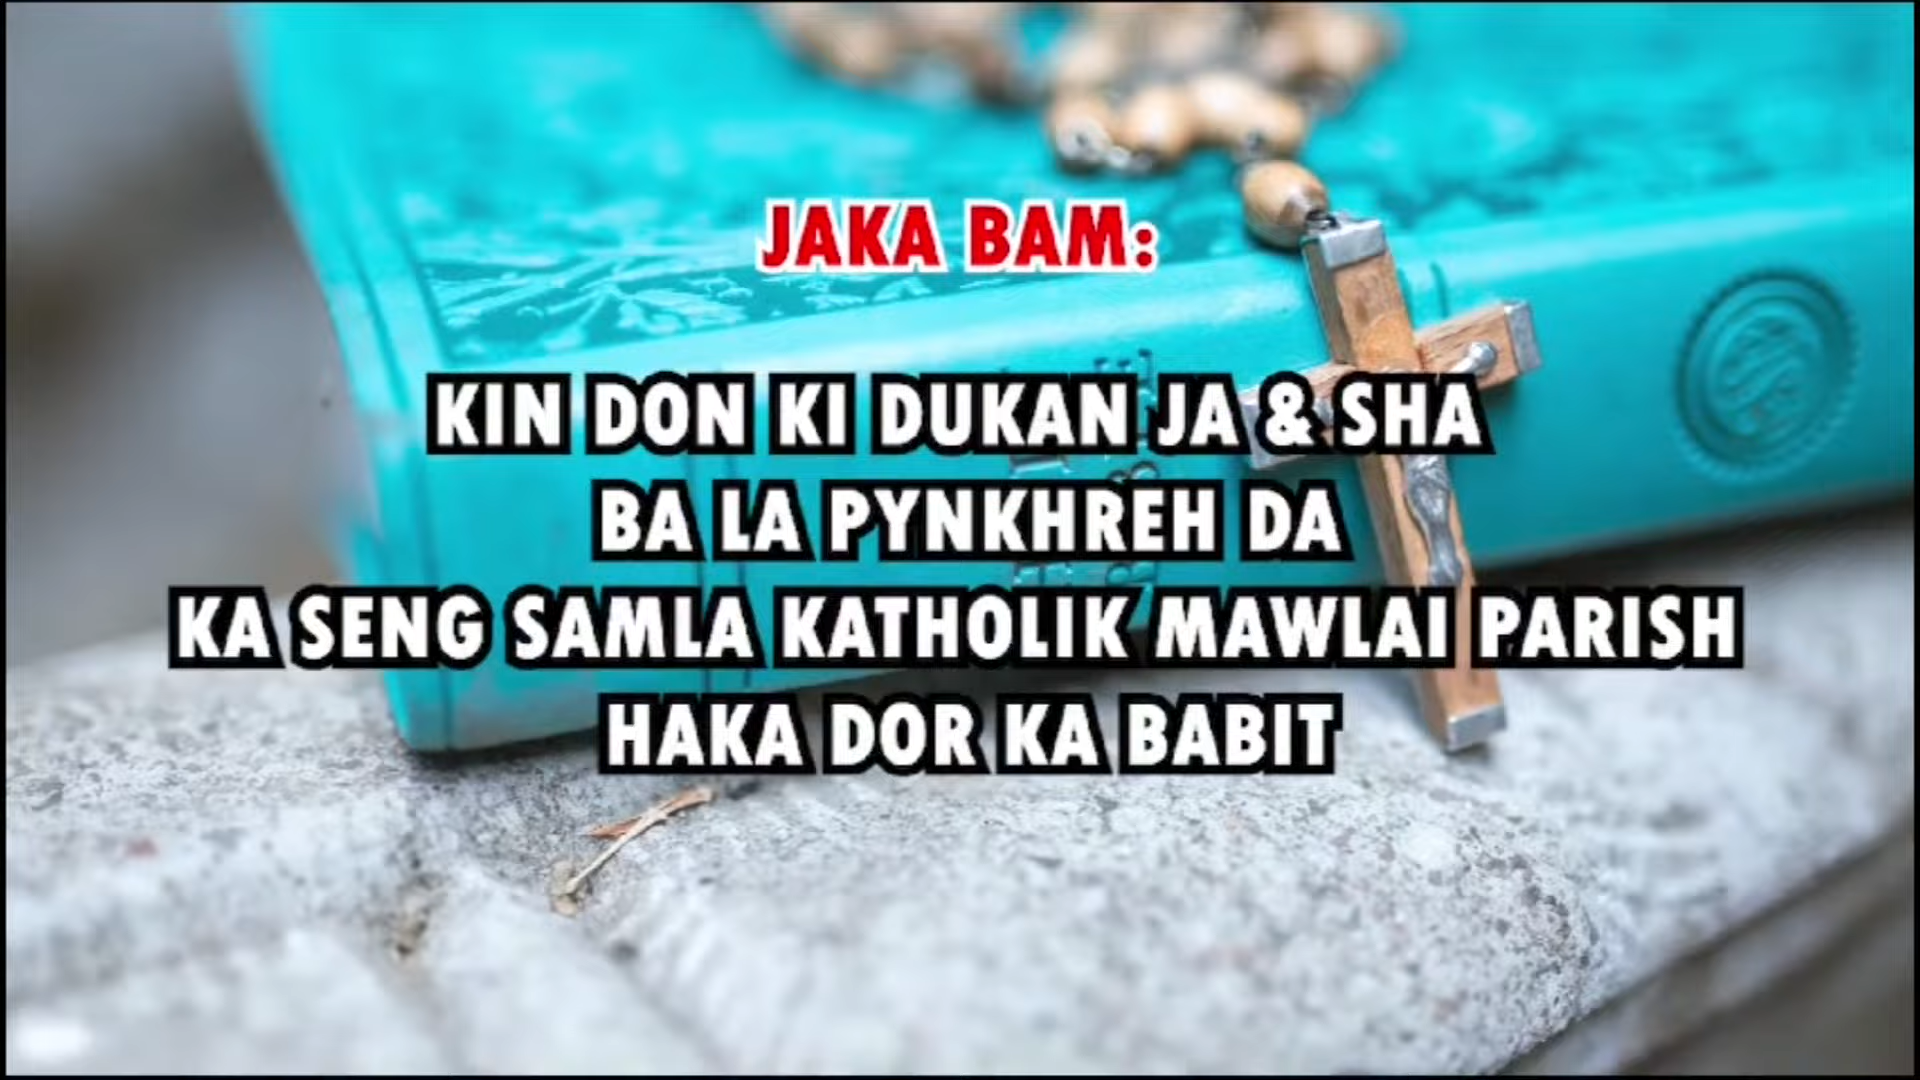 JAKA BAM:
KIN DON KI DUKAN JA & SHA
BA LA PYNKHREH DA
KA SENG SAMLA KATHOLIK MAWLAI PARISH
HAKA DOR KA BABIT